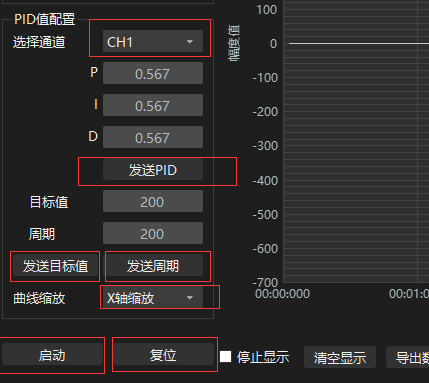 PID值配置
选择通道 CH1
P 0.567
I 0.567
D 0.567
发送PID
目标值 200
周期 200
发送目标值 发送周期
曲线缩放 X轴缩放
启动 复位
停止显示 清空显示 导出
幅度值
100
0
-100
-200
-300
-400
-500
-600
-700
00:00:000 00:01:0